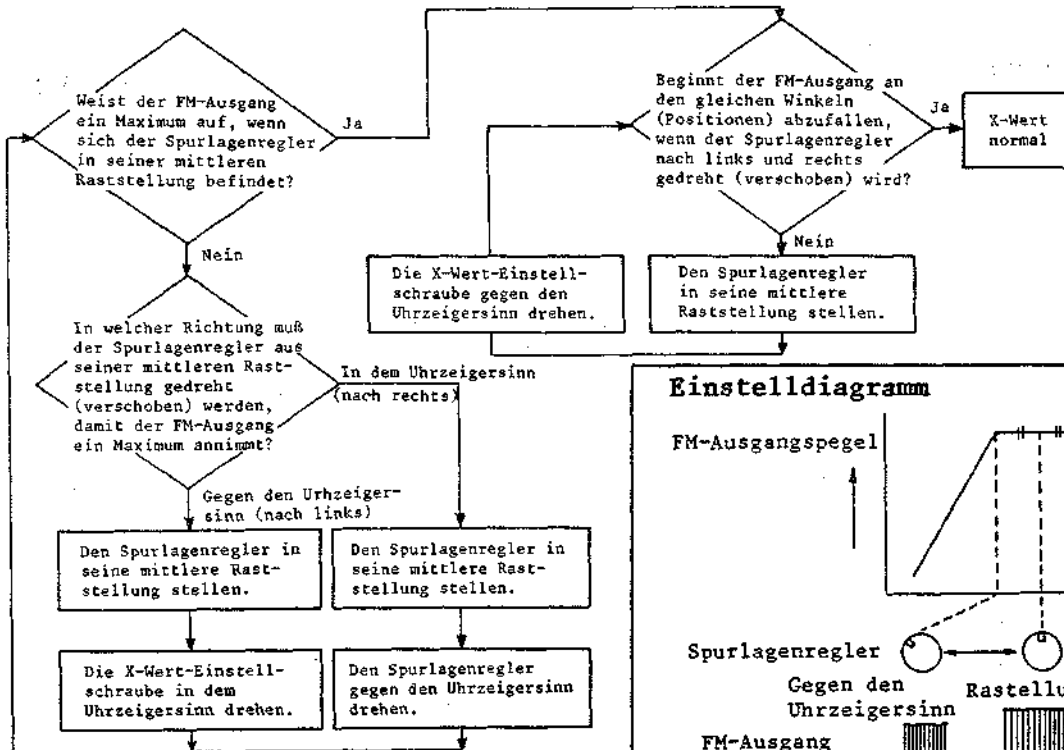 Weist der FM-Ausgang
ein Maximum auf, wenn
sich der Spurlagenregler
in seiner mittleren
Raststellung befindet?
Ja
Beginnt der FM-Ausgang an
den gleichen Winkeln
(Positionen) abzufallen,
wenn der Spurlagenregler
nach links und rechts
gedreht (verschoben) wird?
Ja
X-Wert
normal
Nein
Nein
Die X-Wert-Einstell-
schraube gegen den
Uhrzeigersinn drehen.
Den Spurlagenregler
in seine mittlere
Raststellung stellen.
In welcher Richtung muß
der Spurlagenregler aus
seiner mittleren Rast-
stellung gedreht
(verschoben) werden,
damit der FM-Ausgang
ein Maximum annimmt?
In dem Uhrzeigersinn
(nach rechts)
Gegen den Urhzeiger-
sinn (nach links)
Den Spurlagenregler in
seine mittlere Rast-
stellung stellen.
Den Spurlagenregler in
seine mittlere Rast-
stellung stellen.
Die X-Wert-Einstell-
schraube in dem
Uhrzeigersinn drehen.
Den Spurlagenregler
gegen den Uhrzeigersinn
drehen.
Einstelldiagramm
FM-Ausgangspegel
Spurlagenregler
Gegen den
Uhrzeigersinn
Rastellu
FM-Ausgang